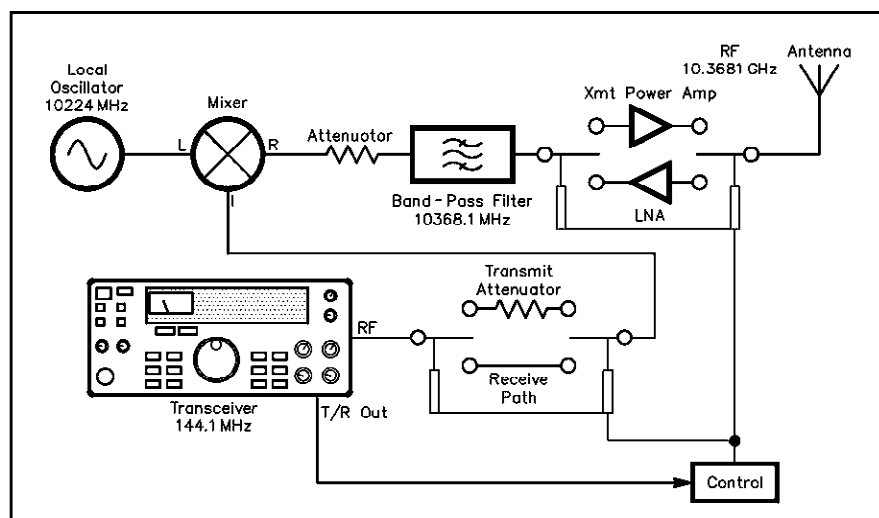 Local
Oscillator
10224 MHz
Mixer
L
R
I
Attenuator
Band-Pass Filter
10368.1 MHz
RF
10.3681 GHz
Antenna
Xmt Power Amp
LNA
Transmit
Attenuator
Receive
Path
RF
T/R Out
Transceiver
144.1 MHz
Control